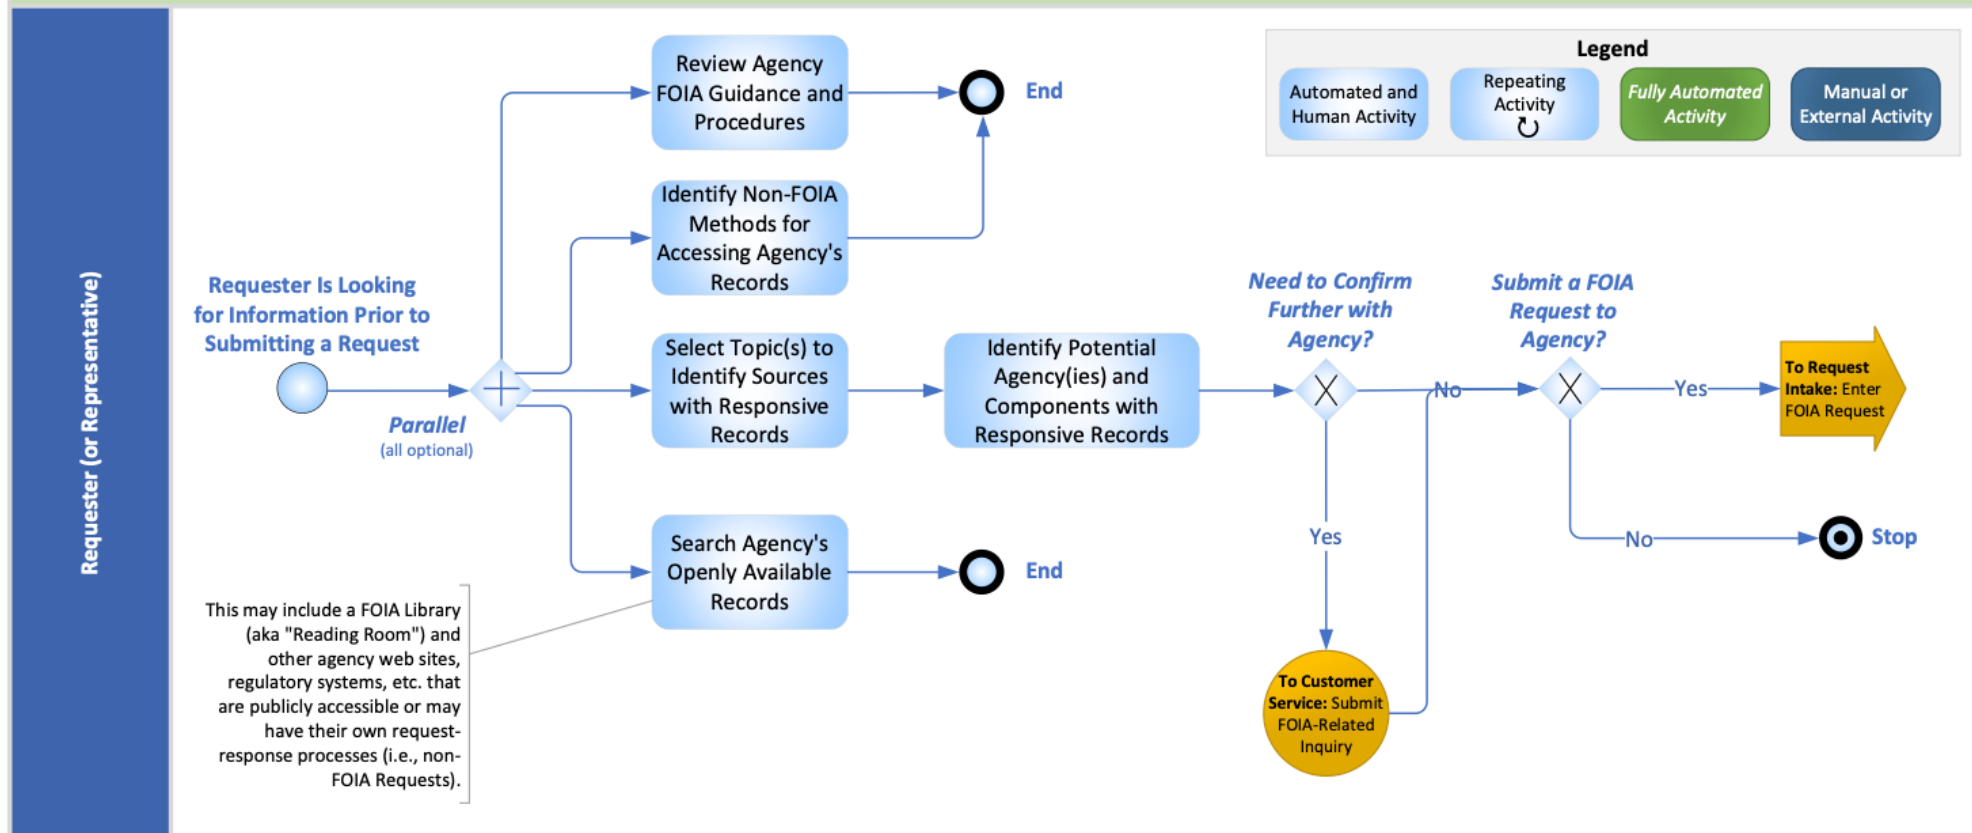 Requester (or Representative)
Requester Is Looking
for Information Prior to
Submitting a Request
Parallel
(all optional)
Review Agency
FOIA Guidance and
Procedures
End
Identify Non-FOIA
Methods for
Accessing Agency's
Records
Select Topic(s) to
Identify Sources
with Responsive
Records
Identify Potential
Agency(ies) and
Components with
Responsive Records
Search Agency's
Openly Available
Records
End
This may include a FOIA Library
(aka "Reading Room") and
other agency web sites,
regulatory systems, etc. that
are publicly accessible or may
have their own request-
response processes (i.e., non-
FOIA Requests).
Need to Confirm
Further with
Agency?
X
No
Yes
To Customer
Service: Submit
FOIA-Related
Inquiry
Submit a FOIA
Request to
Agency?
X
Yes
To Request
Intake: Enter
FOIA Request
No
Stop
Legend
Automated and
Human Activity
Repeating
Activity
Fully Automated
Activity
Manual or
External Activity